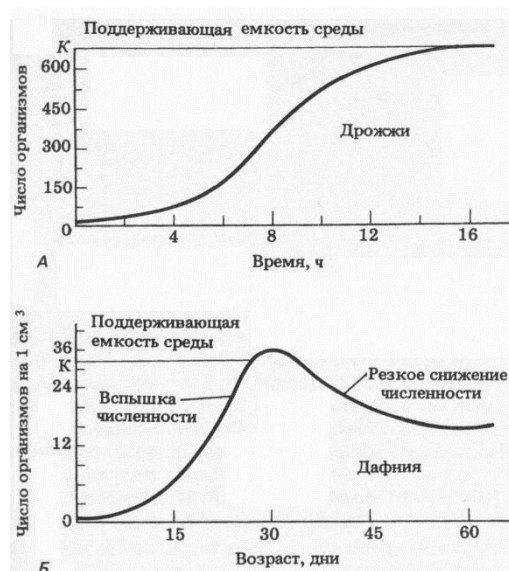 Поддерживающая емкость среды
К
600
450
300
150
0
Число организмов
Дрожжи
4
8
12
16
А
Время, ч
Число организмов на 1 см³
Поддерживающая
емкость среды
36
К
24
12
0
Вспышка
численности
Резкое снижение
численности
Дафния
15
30
45
60
Б
Возраст, дни